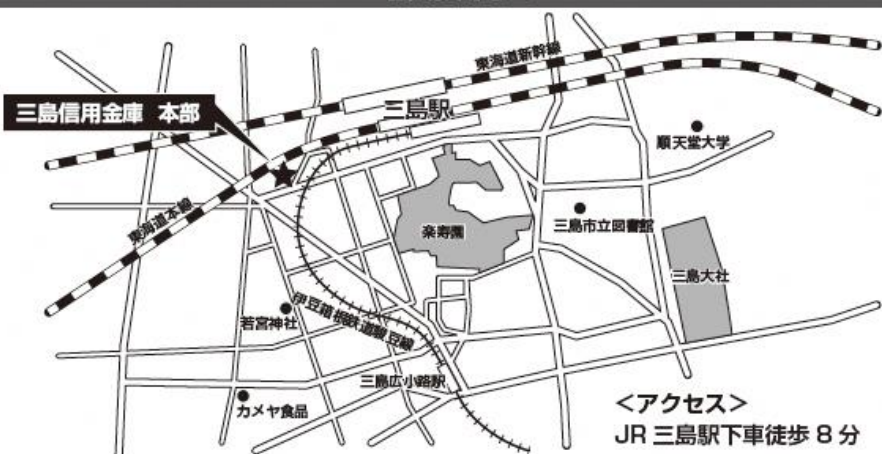 東海道新幹線
三島信用金庫 本部
三島駅
順天堂大学
東海道本線
楽寿園
三島市立図書館
三島大社
若宮神社
伊豆箱根鉄道駿豆線
三島広小路駅
カメヤ食品
<アクセス>
JR 三島駅下車徒歩 8 分